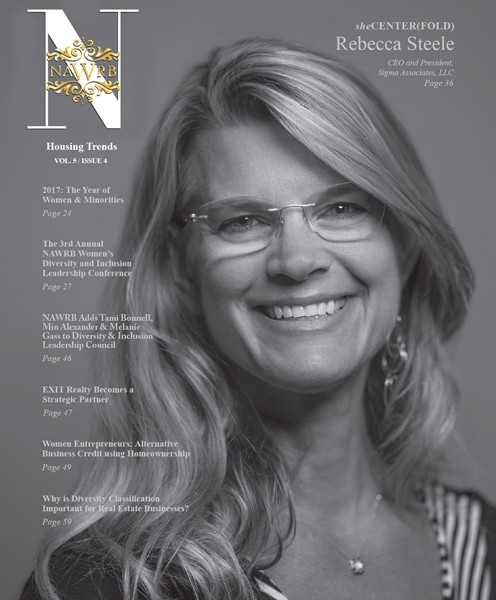 N
NAWRB
Housing Trends
VOL. 5 / ISSUE 4
sheCENTER(FOLD)
Rebecca Steele
CEO and President,
Sigma Associates, LLC
Page 36
2017: The Year of
Women & Minorities
Page 24
The 3rd Annual
NAWRB Women's
Diversity and Inclusion
Leadership Conference
Page 27
NAWRB Adds Tami Bonnell,
Min Alexander & Melanie
Gass to Diversity & Inclusion
Leadership Council
Page 46
EXIT Realty Becomes a
Strategic Partner
Page 47
Women Entrepreneurs: Alternative
Business Credit using Homeownership
Page 49
Why is Diversity Classification
Important for Real Estate Businesses?
Page 59